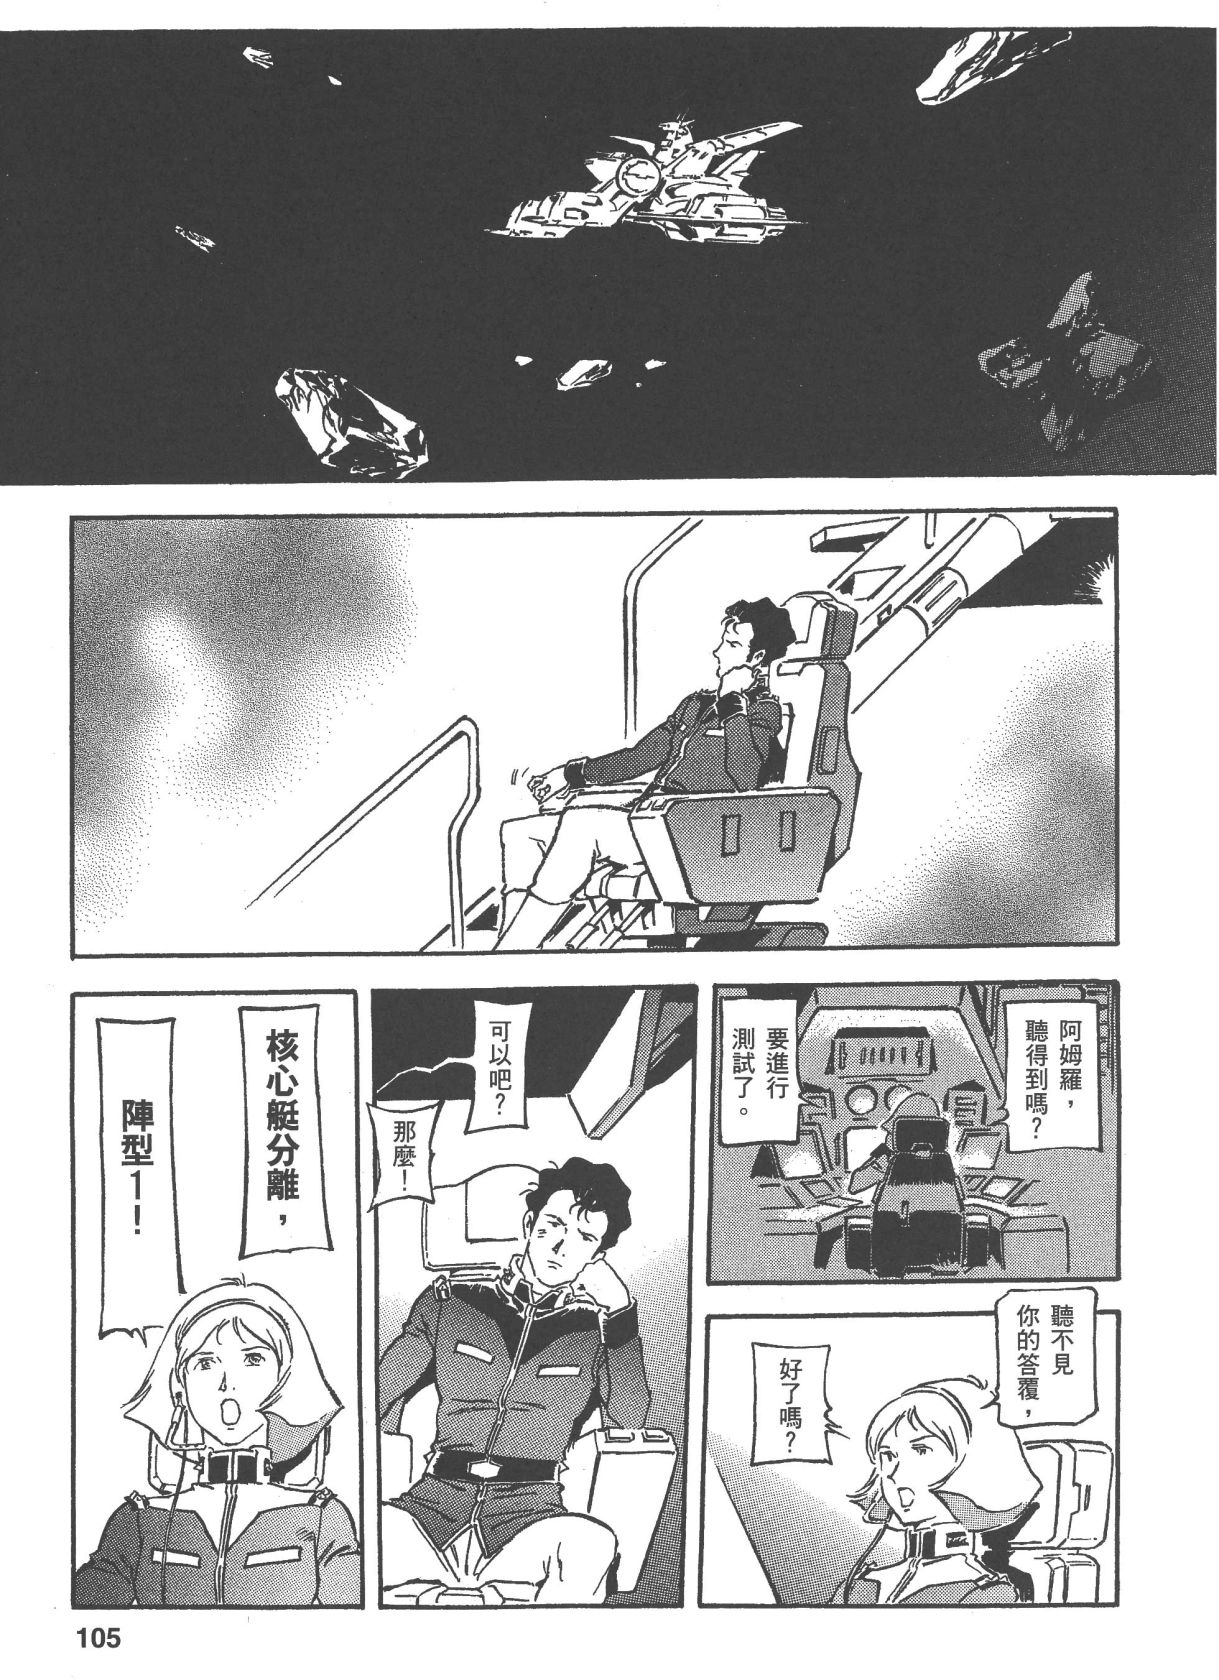 阿姆羅，
聽得到嗎？
要進行
測試了。
聽不見
你的答覆，
好了嗎？
可以吧？
那麼！
核心艇分離，
陣型1！
105